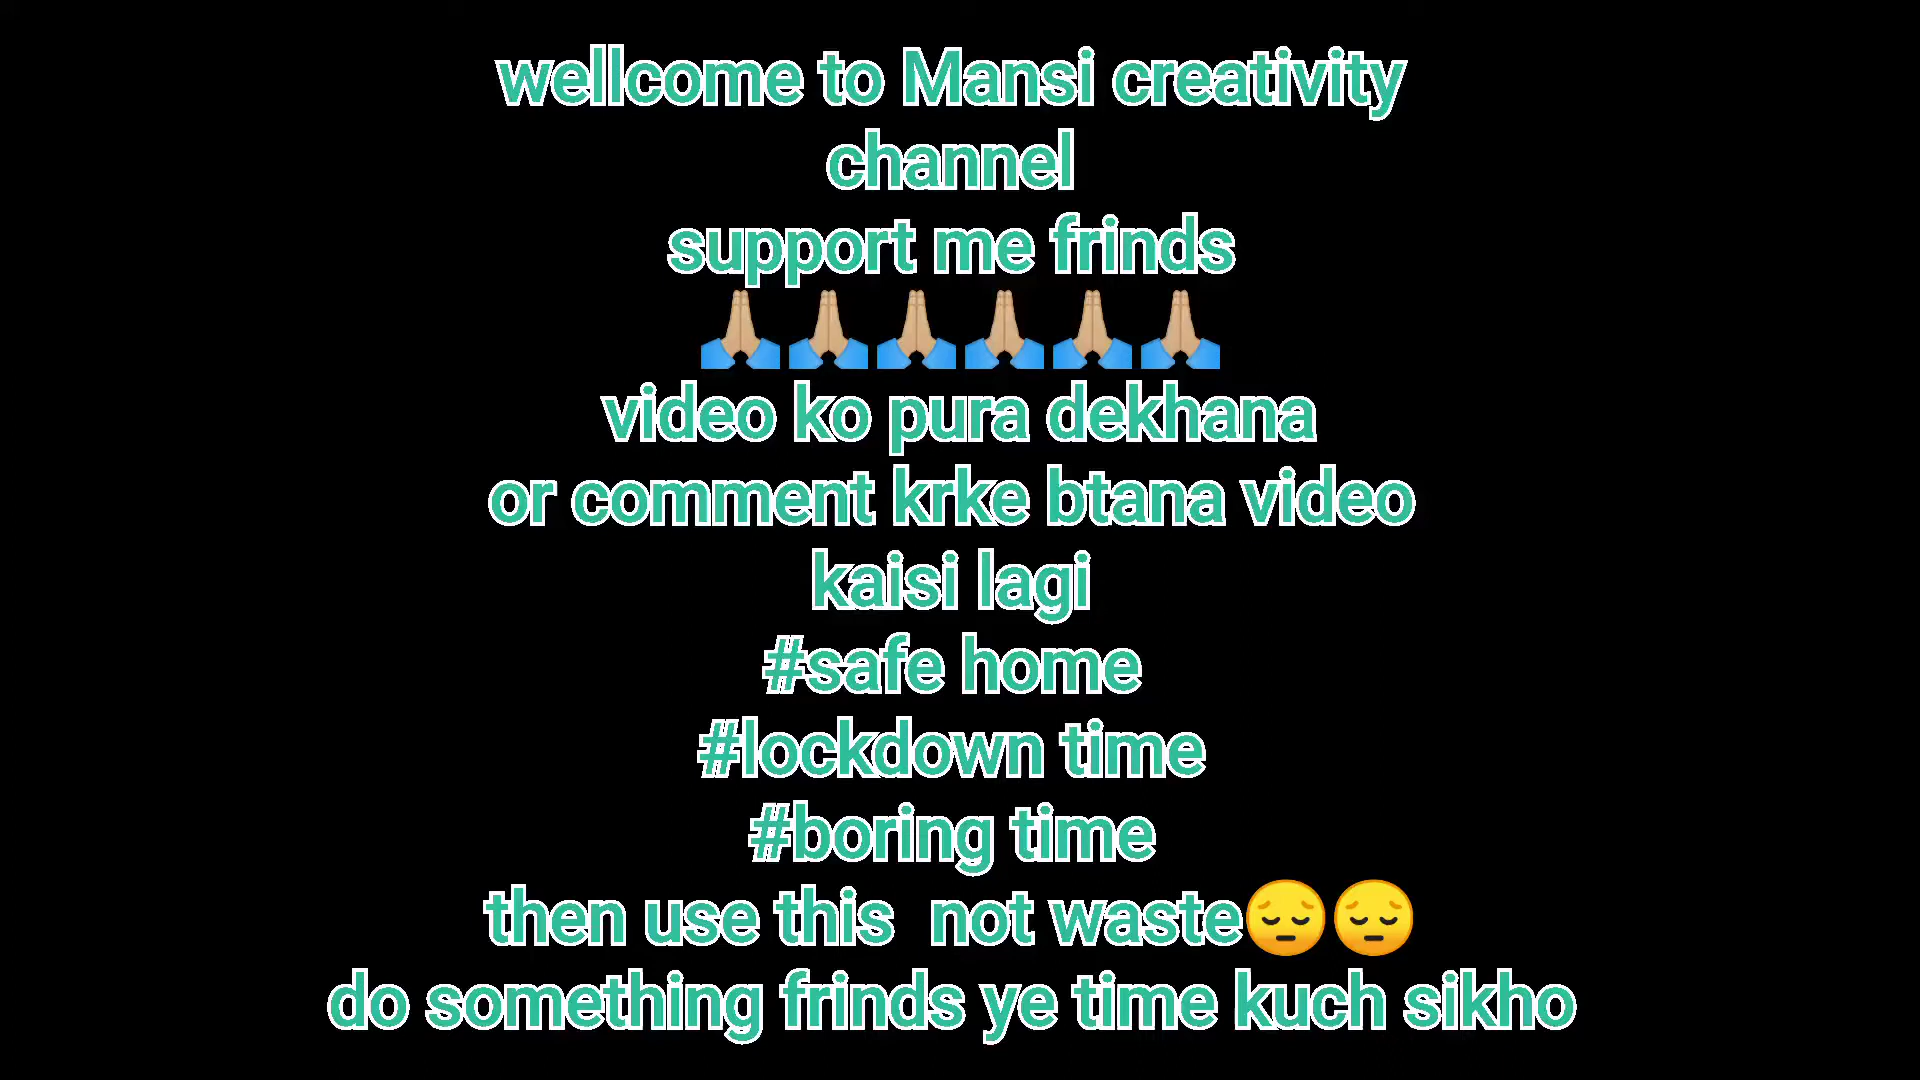 wellcome to Mansi creativity
channel
support me frinds
🙏🏼🙏🏼🙏🏼🙏🏼🙏🏼🙏🏼
video ko pura dekhana
or comment krke btana video
kaisi lagi
#safe home
#lockdown time
#boring time
then use this  not waste😔😔
do something frinds ye time kuch sikho